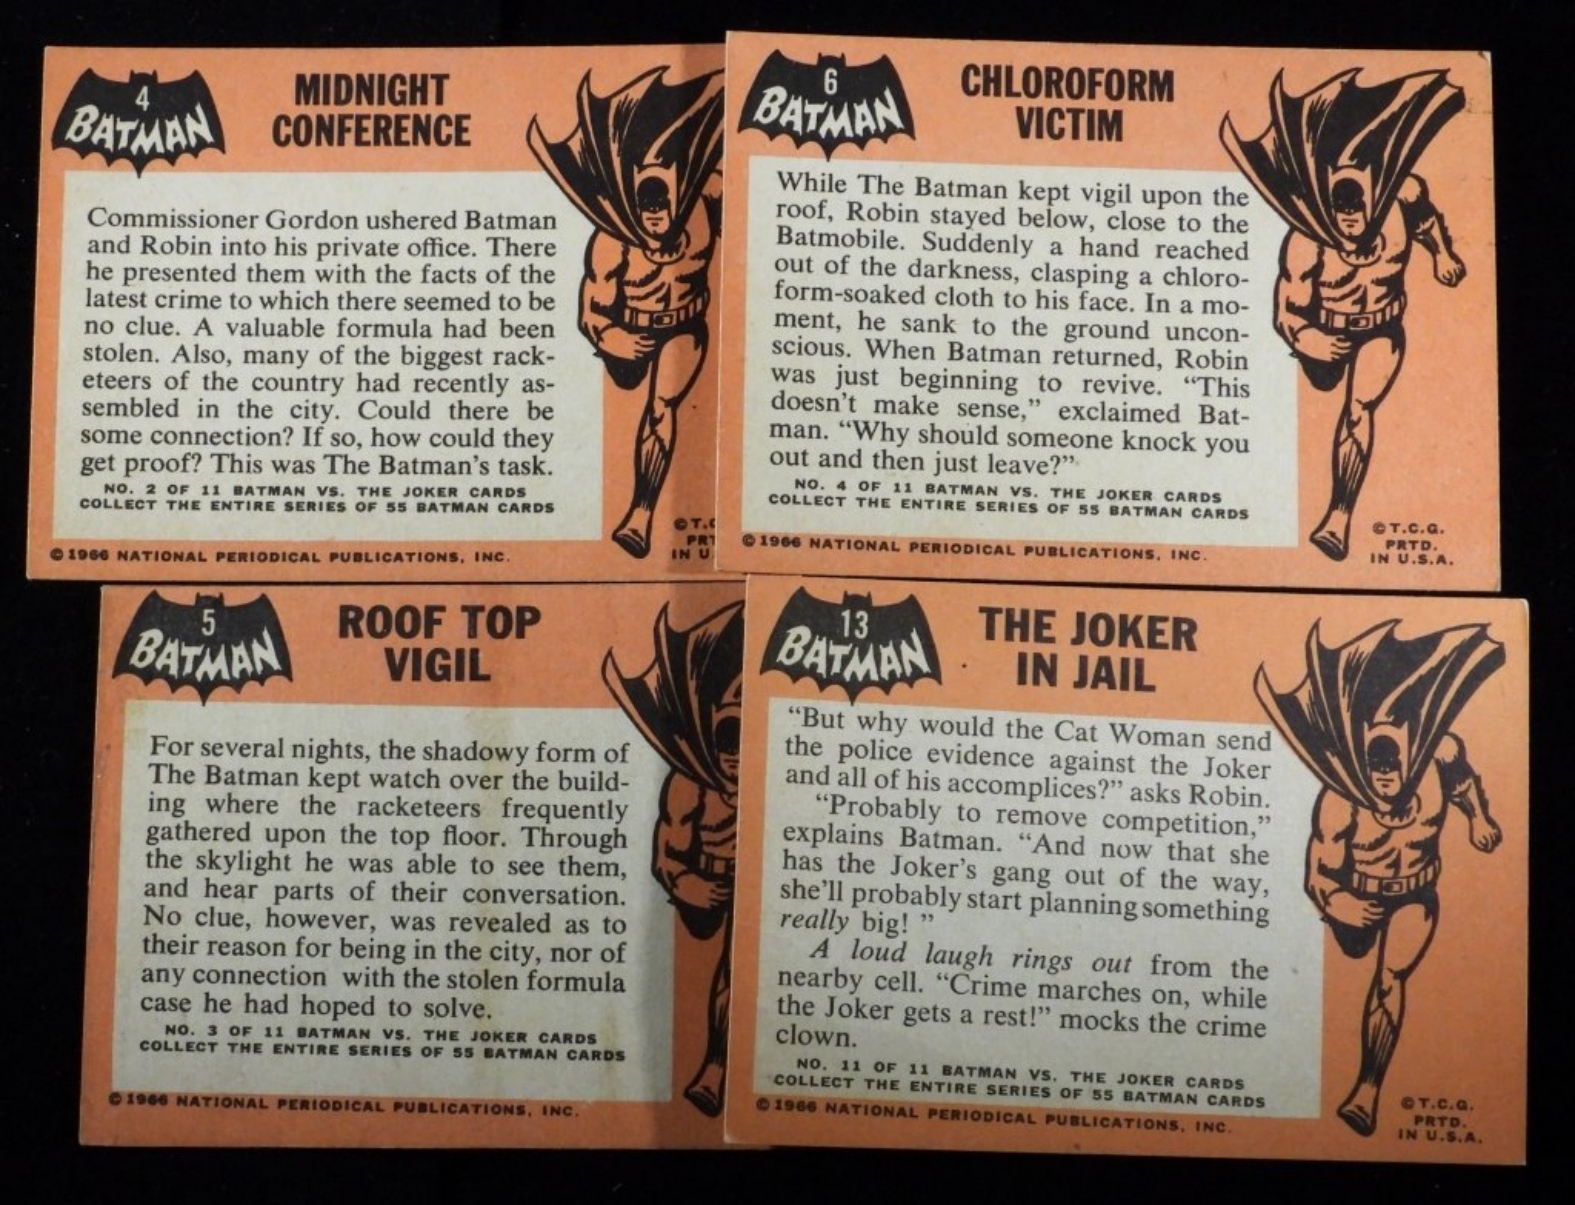 4
BATMAN
MIDNIGHT
CONFERENCE
Commissioner Gordon ushered Batman
and Robin into his private office. There
he presented them with the facts of the
latest crime to which there seemed to be
no clue. A valuable formula had been
stolen. Also, many of the biggest rack-
eteers of the country had recently as-
sembled in the city. Could there be
some connection? If so, how could they
get proof? This was The Batman's task.
NO. 2 OF 11 BATMAN VS. THE JOKER CARDS
COLLECT THE ENTIRE SERIES OF 55 BATMAN CARDS
© 1966 NATIONAL PERIODICAL PUBLICATIONS, INC.
© T.C
PRT
IN U
6
BATMAN
CHLOROFORM
VICTIM
While The Batman kept vigil upon the
roof, Robin stayed below, close to the
Batmobile. Suddenly a hand reached
out of the darkness, clasping a chloro-
form-soaked cloth to his face. In a mo-
ment, he sank to the ground uncon-
scious. When Batman returned, Robin
was just beginning to revive. “This
doesn't make sense,” exclaimed Bat-
man. “Why should someone knock you
out and then just leave?”
NO. 4 OF 11 BATMAN VS. THE JOKER CARDS
COLLECT THE ENTIRE SERIES OF 55 BATMAN CARDS
© 1966 NATIONAL PERIODICAL PUBLICATIONS, INC.
© T.C.G.
PRTD.
IN U.S.A.
5
BATMAN
ROOF TOP
VIGIL
For several nights, the shadowy form of
The Batman kept watch over the build-
ing where the racketeers frequently
gathered upon the top floor. Through
the skylight he was able to see them,
and hear parts of their conversation.
No clue, however, was revealed as to
their reason for being in the city, nor of
any connection with the stolen formula
case he had hoped to solve.
NO. 3 OF 11 BATMAN VS. THE JOKER CARDS
COLLECT THE ENTIRE SERIES OF 55 BATMAN CARDS
© 1966 NATIONAL PERIODICAL PUBLICATIONS, INC.
13
BATMAN
THE JOKER
IN JAIL
“But why would the Cat Woman send
the police evidence against the Joker
and all of his accomplices?” asks Robin.
“Probably to remove competition,”
explains Batman. “And now that she
has the Joker's gang out of the way,
she'll probably start planning something
really big! ”
A loud laugh rings out from the
nearby cell. “Crime marches on, while
the Joker gets a rest!” mocks the crime
clown.
NO. 11 OF 11 BATMAN VS. THE JOKER CARDS
COLLECT THE ENTIRE SERIES OF 55 BATMAN CARDS
© 1966 NATIONAL PERIODICAL PUBLICATIONS, INC.
© T.C.G.
PRTD.
IN U.S.A.